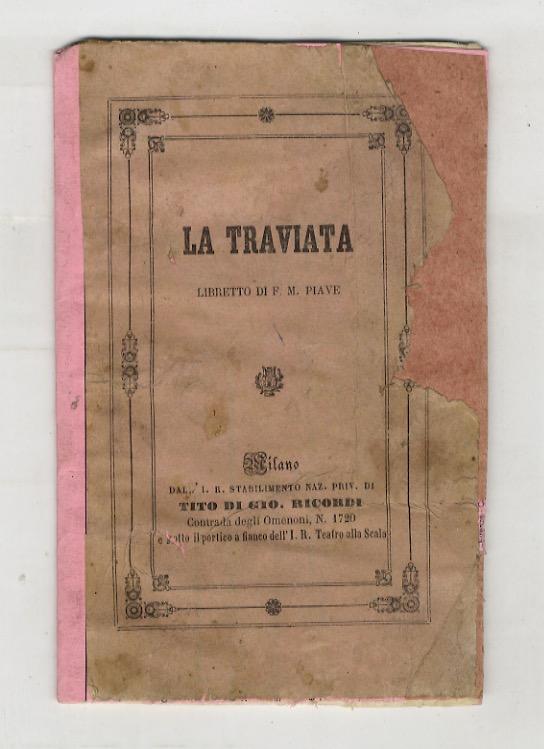 LA TRAVIATA
LIBRETTO DI F. M. PIAVE
Milano
DALL' I. R. STABILIMENTO NAZ. PRIV. DI
TITO DI GIO. RICORDI
Contrada degli Omenoni, N. 1720
e sotto il portico a fianco dell' I. R. Teatro alla Scala